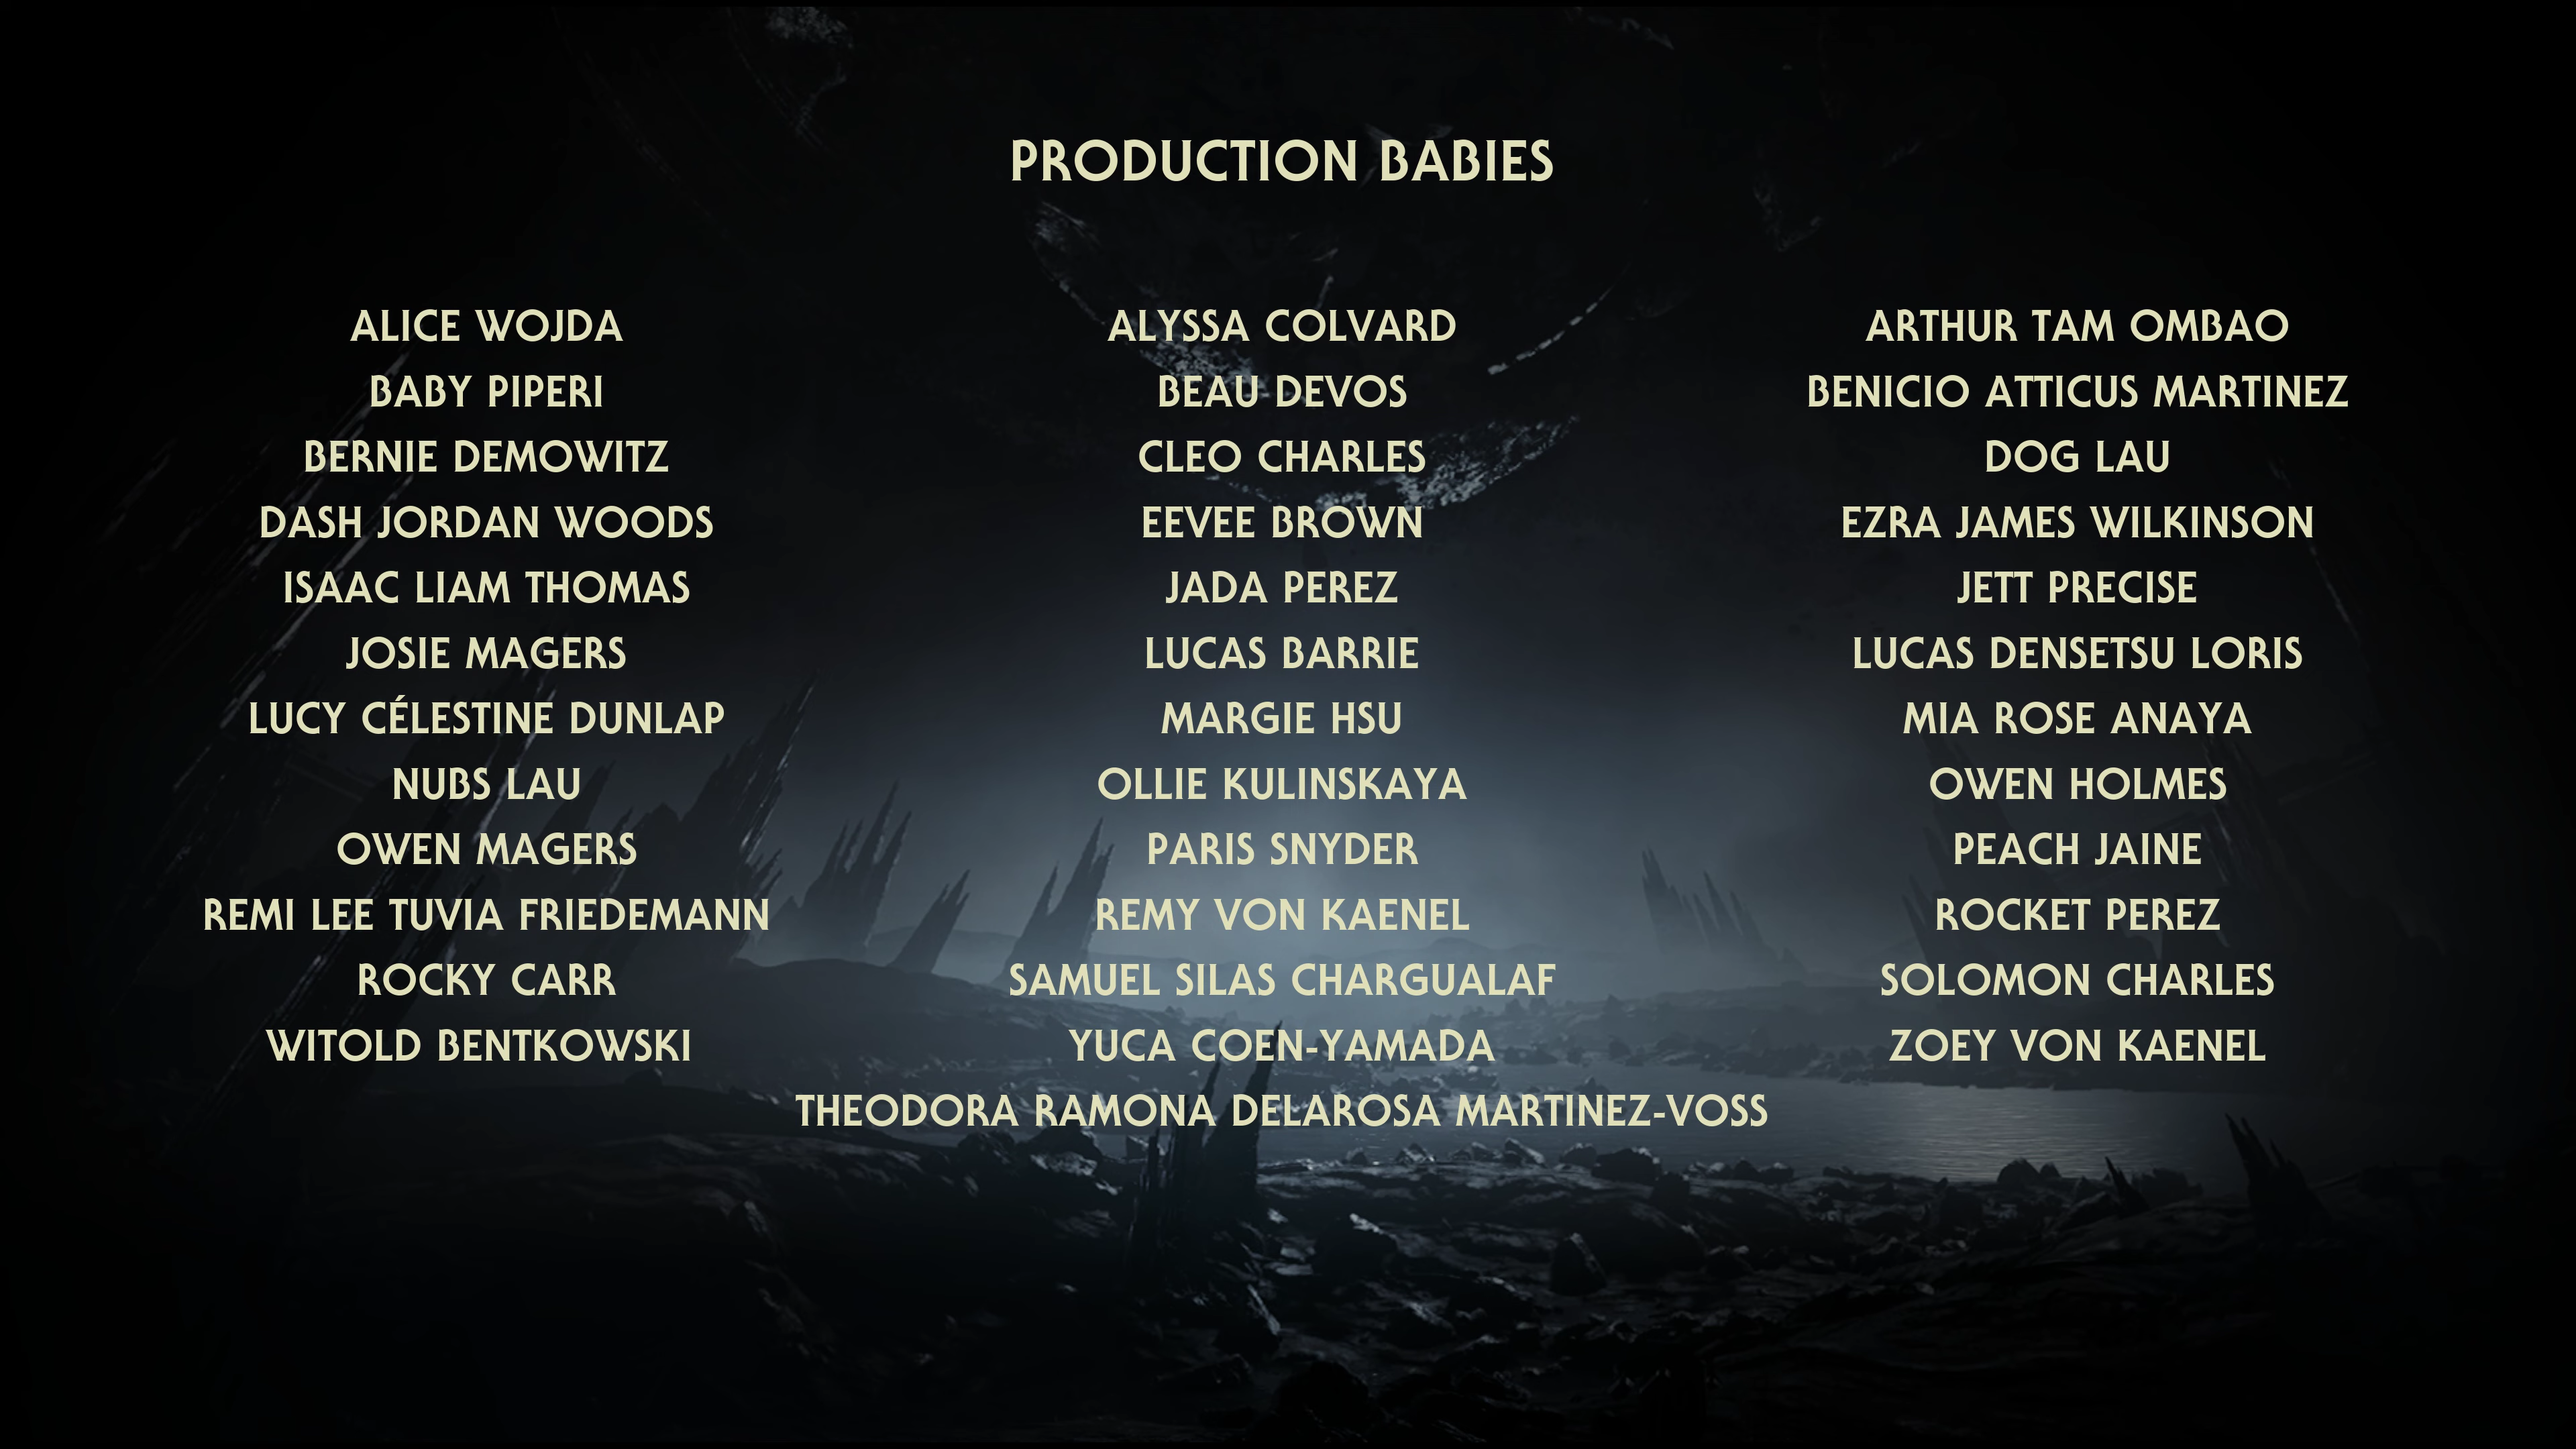 PRODUCTION BABIES
ALICE WOJDA ALYSSA COLVARD ARTHUR TAM OMBAO
BABY PIPERI BEAU DEVOS BENICIO ATTICUS MARTINEZ
BERNIE DEMOWITZ CLEO CHARLES DOG LAU
DASH JORDAN WOODS EEVEE BROWN EZRA JAMES WILKINSON
ISAAC LIAM THOMAS JADA PEREZ JETT PRECISE
JOSIE MAGERS LUCAS BARRIE LUCAS DENSETSU LORIS
LUCY CÉLESTINE DUNLAP MARGIE HSU MIA ROSE ANAYA
NUBS LAU OLLIE KULINSKAYA OWEN HOLMES
OWEN MAGERS PARIS SNYDER PEACH JAINE
REMI LEE TUVIA FRIEDEMANN REMY VON KAENEL ROCKET PEREZ
ROCKY CARR SAMUEL SILAS CHARGUALAF SOLOMON CHARLES
WITOLD BENTKOWSKI YUCA COEN-YAMADA ZOEY VON KAENEL
THEODORA RAMONA DELAROSA MARTINEZ-VOSS